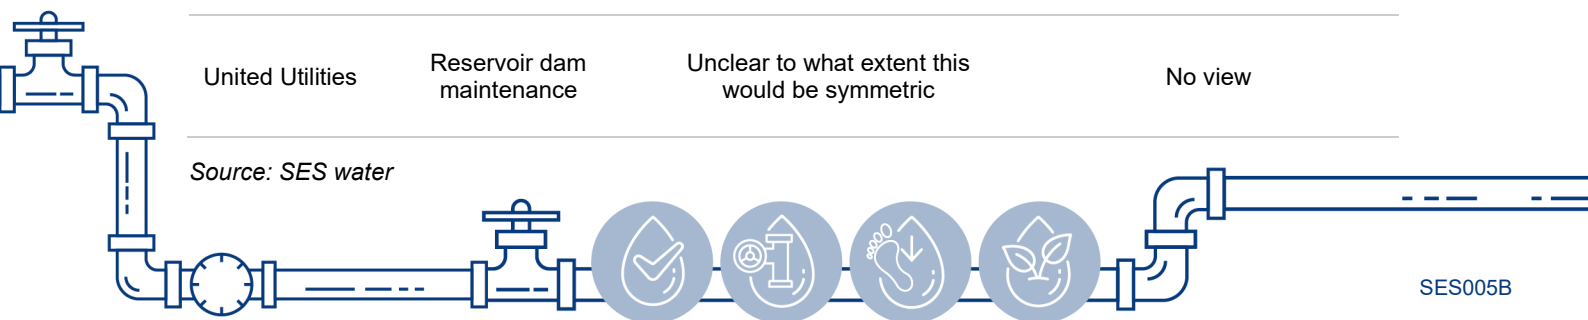 United Utilities
Reservoir dam
maintenance
Unclear to what extent this
would be symmetric
No view
Source: SES water
SES005B